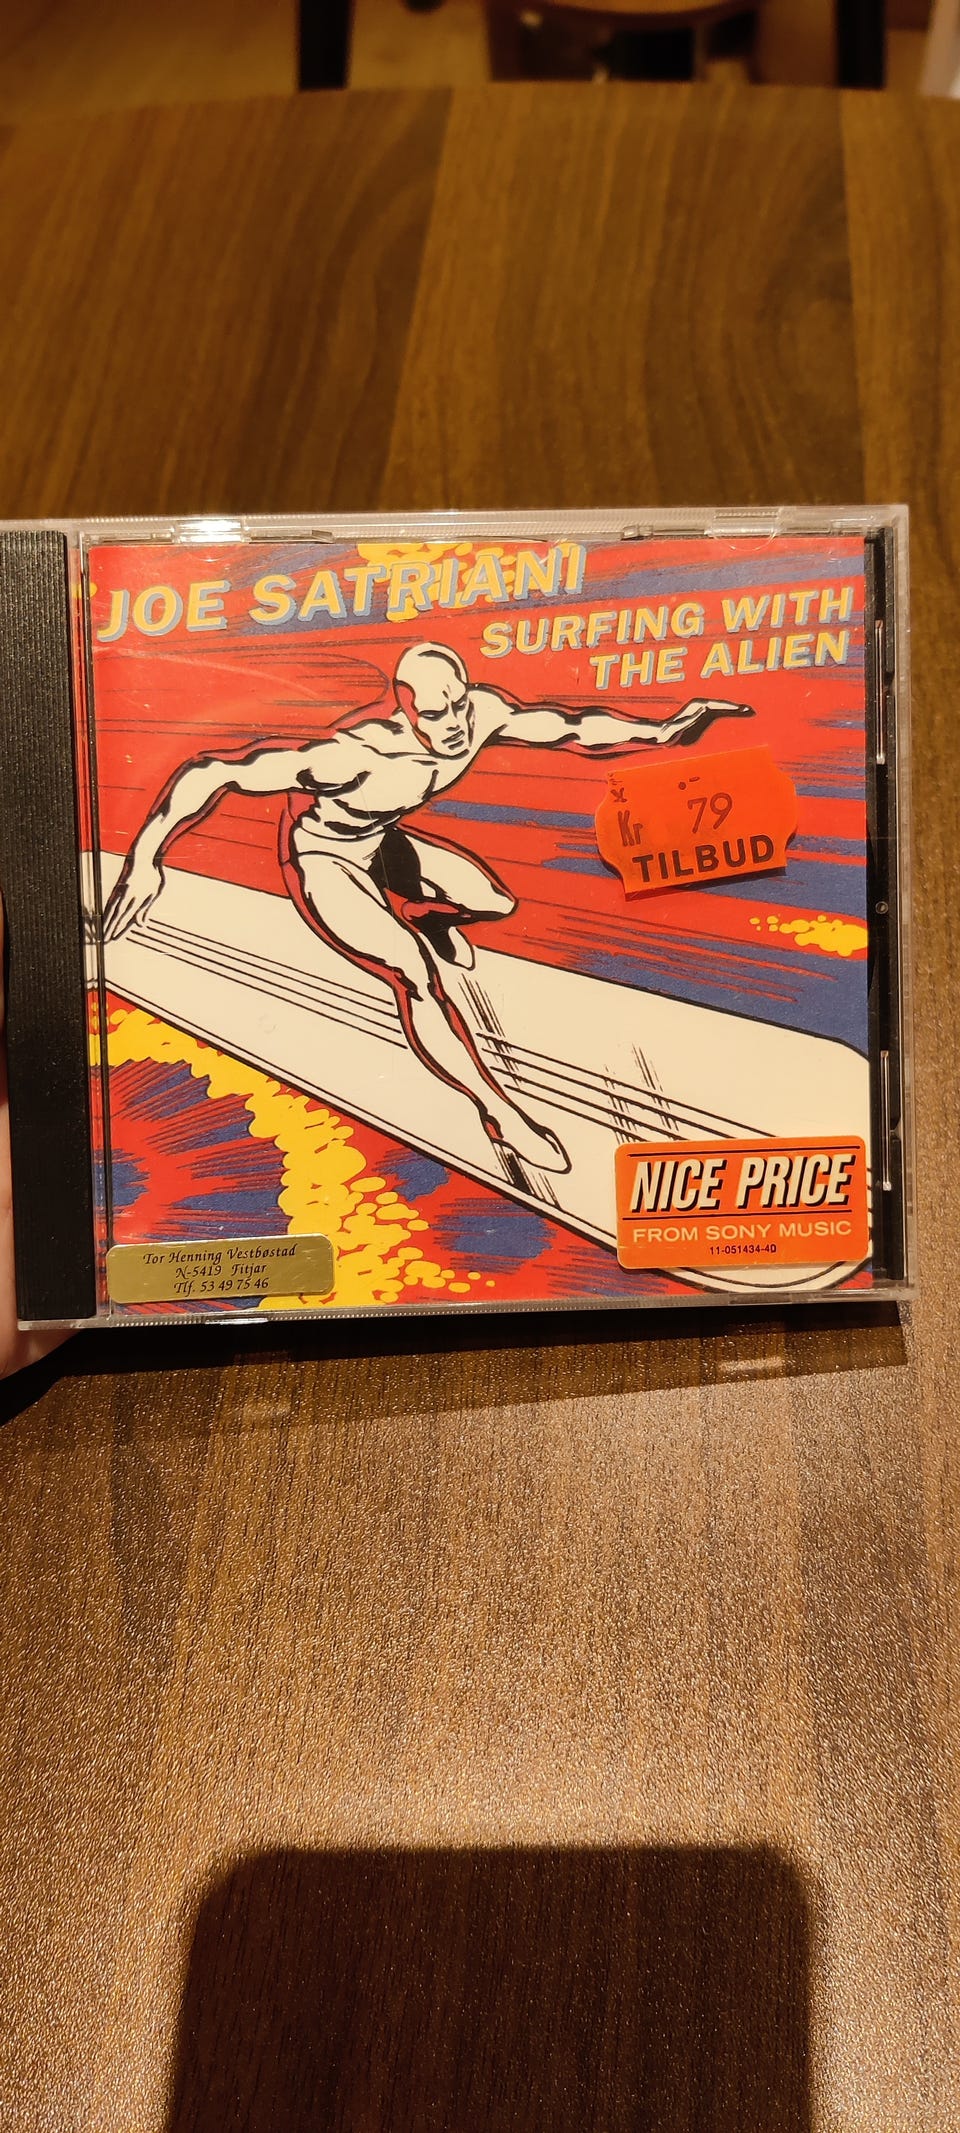 JOE SATRIANI
SURFING WITH
THE ALIEN
x
Kr 79.-
TILBUD
NICE PRICE
FROM SONY MUSIC
11-051434-40
Tor Henning Vestbøstad
N-5419 Fitjar
Tlf. 53 49 75 46